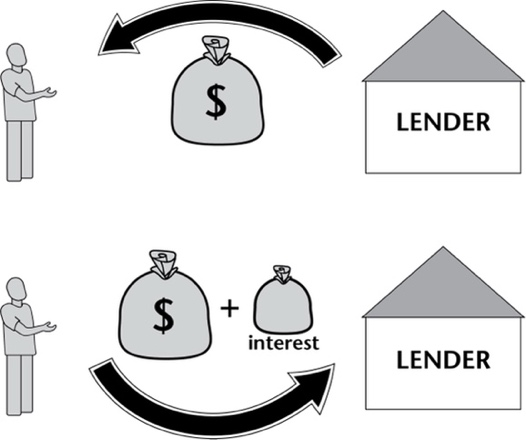 $
LENDER
$ +
interest
LENDER